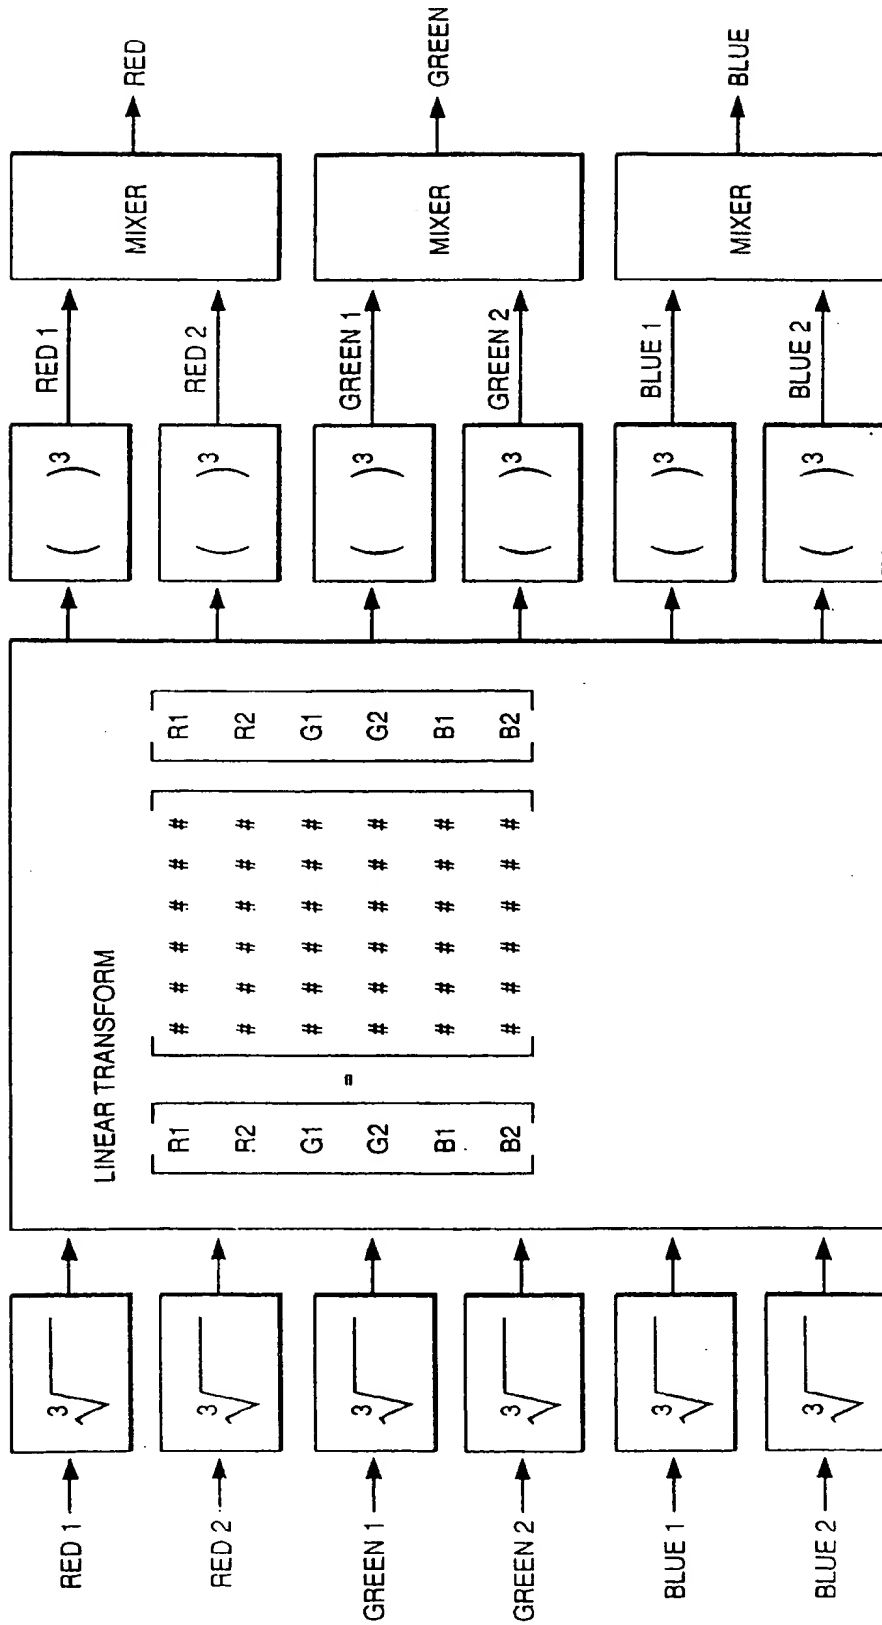 RED 1
RED 2
GREEN 1
GREEN 2
BLUE 1
BLUE 2
3√
3√
3√
3√
3√
3√
LINEAR TRANSFORM
R1 = # # # # # # R1
R2 # # # # # # R2
G1 # # # # # # G1
G2 # # # # # # G2
B1 # # # # # # B1
B2 # # # # # # B2
( )3
( )3
( )3
( )3
( )3
( )3
RED 1
RED 2
GREEN 1
GREEN 2
BLUE 1
BLUE 2
MIXER
MIXER
MIXER
RED
GREEN
BLUE